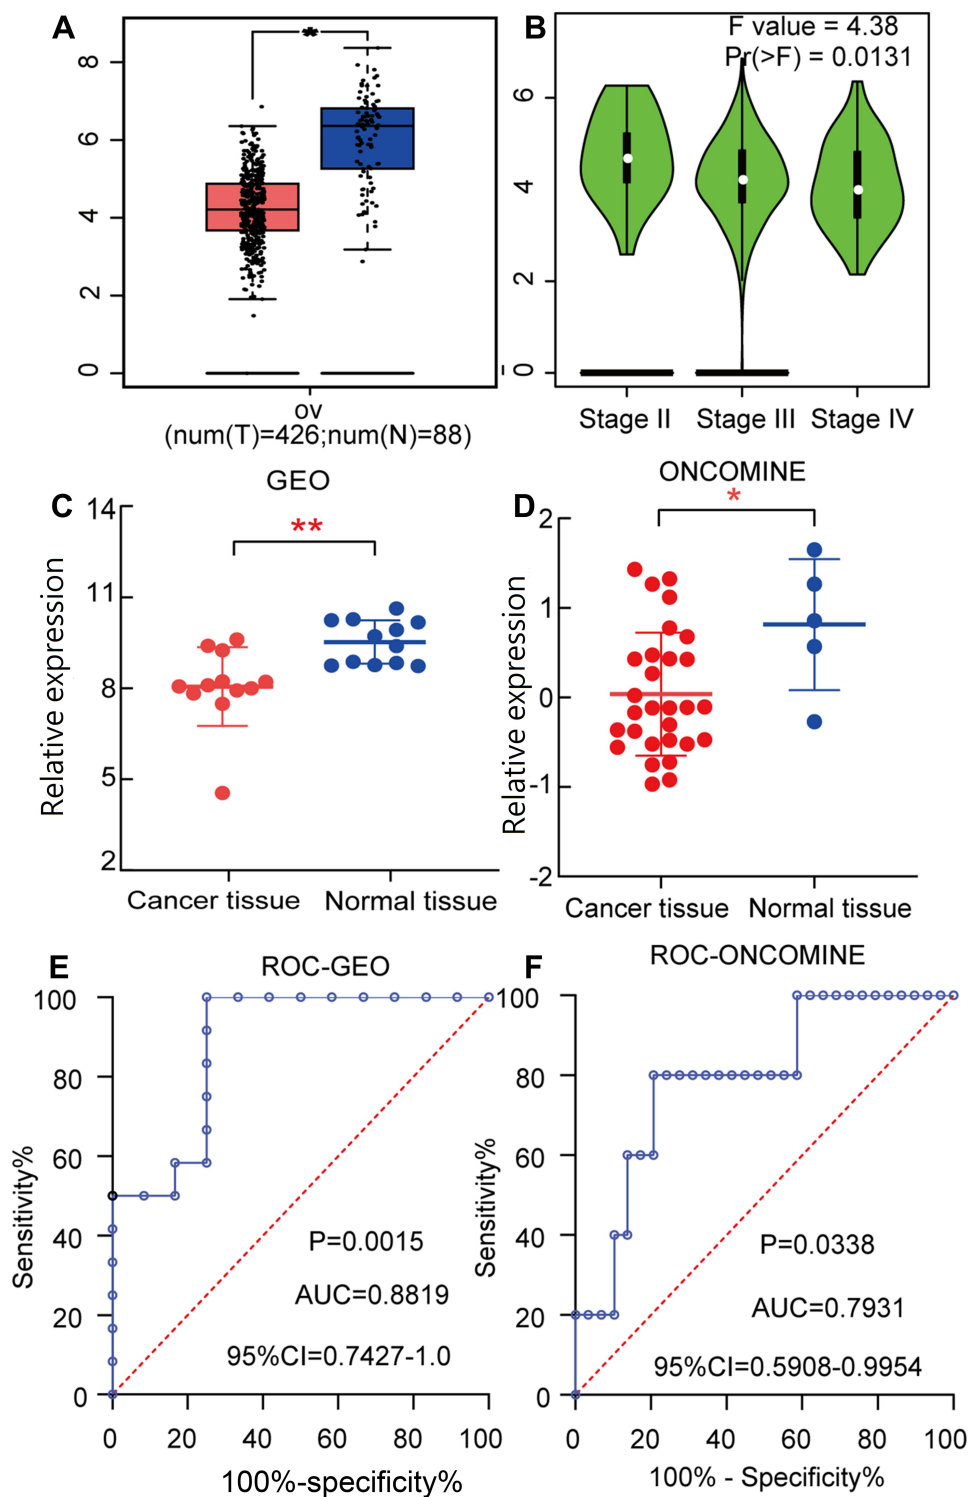 A
*
8
6
4
2
0
ov
(num(T)=426;num(N)=88)
B
F value = 4.38
Pr(>F) = 0.0131
6
4
2
0
Stage II
Stage III
Stage IV
C
GEO
**
14
11
8
5
2
Relative expression
Cancer tissue
Normal tissue
D
ONCOMINE
*
2
1
0
-1
-2
Relative expression
Cancer tissue
Normal tissue
E
ROC-GEO
100
80
60
40
20
0
Sensitivity%
P=0.0015
AUC=0.8819
95%CI=0.7427-1.0
0 20 40 60 80 100
100%-specificity%
F
ROC-ONCOMINE
100
80
60
40
20
0
Sensitivity%
P=0.0338
AUC=0.7931
95%CI=0.5908-0.9954
0 20 40 60 80 100
100% - Specificity%